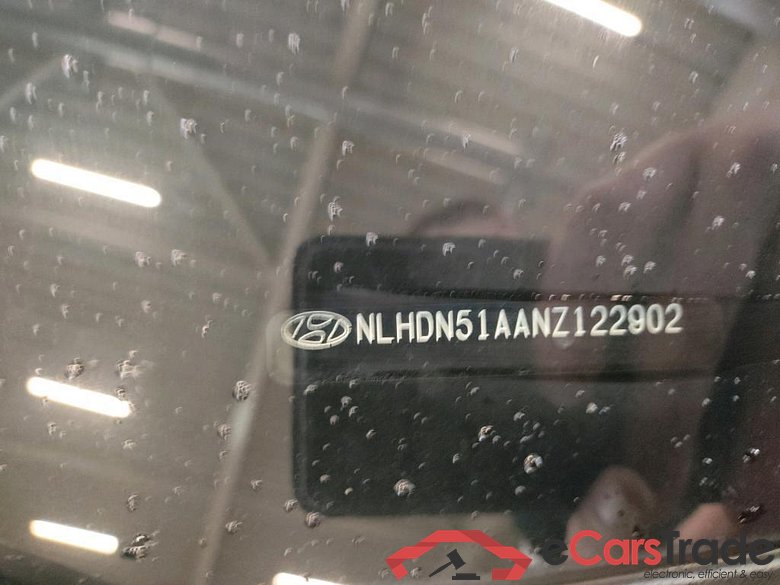 NLHDN51AANZ122902
eCarsTrade
electronic, efficient & easy